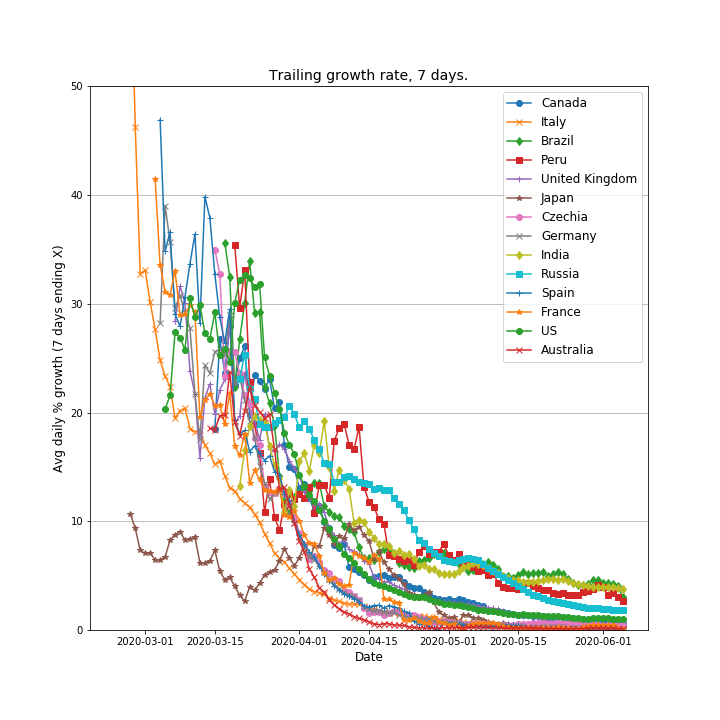 Trailing growth rate, 7 days.
50
40
30
20
10
0
Avg daily % growth (7 days ending X)
Canada
Italy
Brazil
Peru
United Kingdom
Japan
Czechia
Germany
India
Russia
Spain
France
US
Australia
2020-03-01 2020-03-15 2020-04-01 2020-04-15 2020-05-01 2020-05-15 2020-06-01
Date